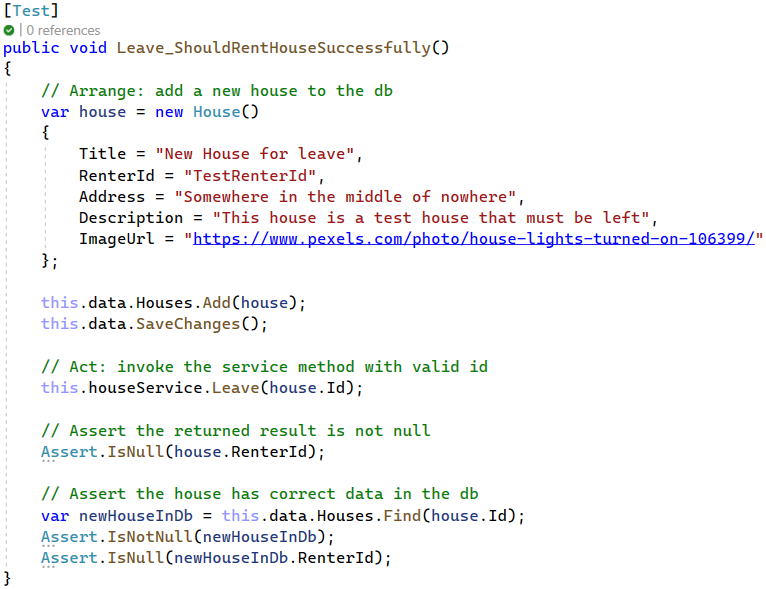 [Test]
| 0 references
public void Leave_ShouldRentHouseSuccessfully()
{
    // Arrange: add a new house to the db
    var house = new House()
    {
        Title = "New House for leave",
        RenterId = "TestRenterId",
        Address = "Somewhere in the middle of nowhere",
        Description = "This house is a test house that must be left",
        ImageUrl = "https://www.pexels.com/photo/house-lights-turned-on-106399/"
    };

    this.data.Houses.Add(house);
    this.data.SaveChanges();

    // Act: invoke the service method with valid id
    this.houseService.Leave(house.Id);

    // Assert the returned result is not null
    Assert.IsNull(house.RenterId);

    // Assert the house has correct data in the db
    var newHouseInDb = this.data.Houses.Find(house.Id);
    Assert.IsNotNull(newHouseInDb);
    Assert.IsNull(newHouseInDb.RenterId);
}